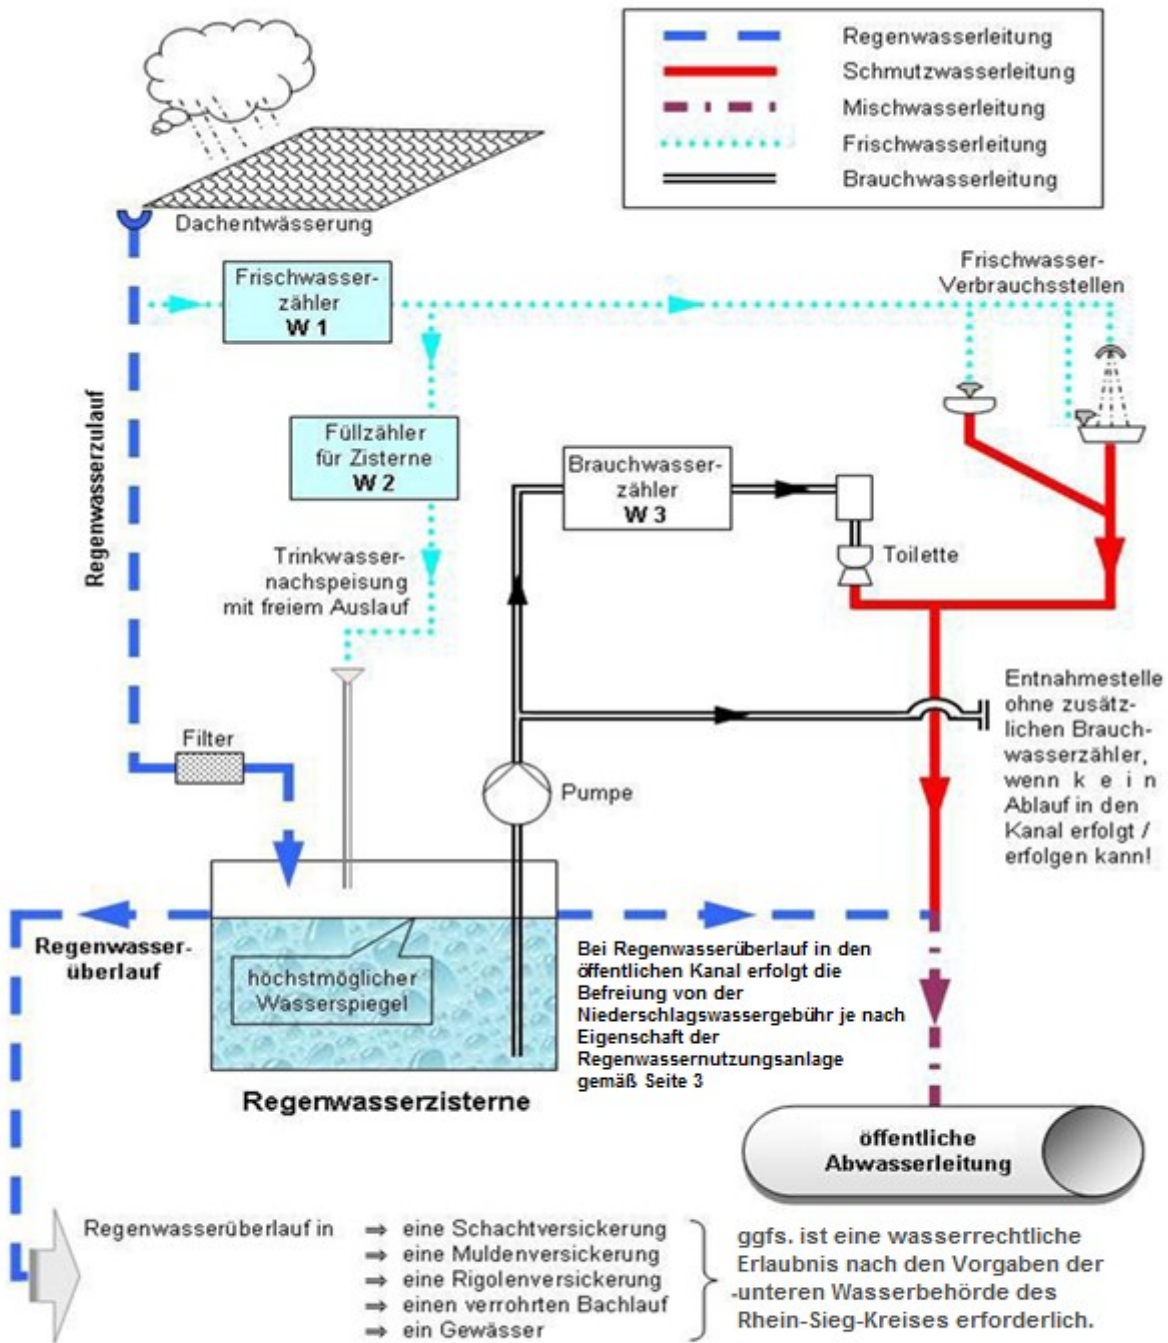 Regenwasserleitung
Schmutzwasserleitung
Mischwasserleitung
Frischwasserleitung
Brauchwasserleitung
Dachentwässerung
Frischwasser-
zähler
W 1
Frischwasser-
Verbrauchsstellen
Regenwasserzulauf
Füllzähler
für Zisterne
W 2
Brauchwasser-
zähler
W 3
Toilette
Trinkwasser-
nachspeisung
mit freiem Auslauf
Entnahmestelle
ohne zusätz-
lichen Brauch-
wasserzähler,
wenn k e i n
Ablauf in den
Kanal erfolgt /
erfolgen kann!
Filter
Pumpe
Regenwasser-
überlauf
höchstmöglicher
Wasserspiegel
Bei Regenwasserüberlauf in den
öffentlichen Kanal erfolgt die
Befreiung von der
Niederschlagswassergebühr je nach
Eigenschaft der
Regenwassernutzungsanlage
gemäß Seite 3
Regenwasserzisterne
öffentliche
Abwasserleitung
Regenwasserüberlauf in
⇒ eine Schachtversickerung
⇒ eine Muldenversickerung
⇒ eine Rigolenversickerung
⇒ einen verrohrten Bachlauf
⇒ ein Gewässer
ggfs. ist eine wasserrechtliche
Erlaubnis nach den Vorgaben der
-unteren Wasserbehörde des
Rhein-Sieg-Kreises erforderlich.